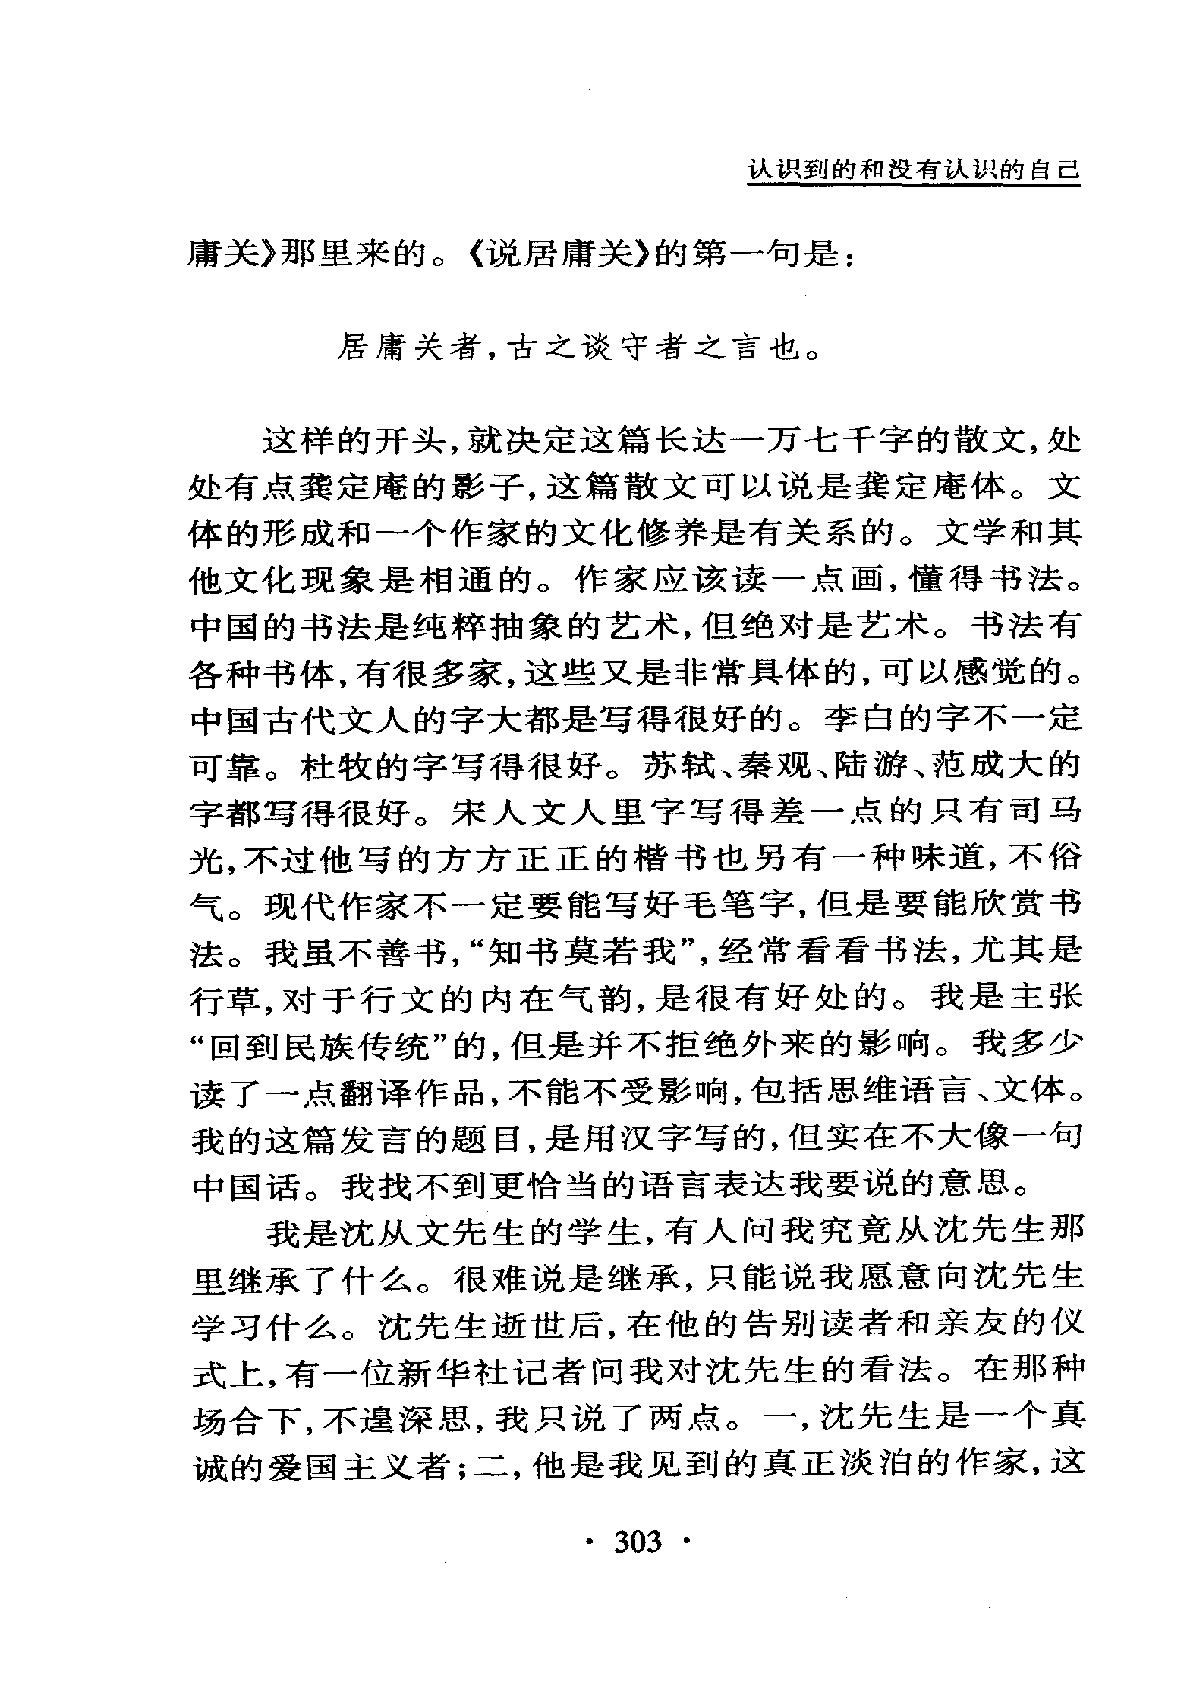 认识到的和没有认识的自己
庸关》那里来的。《说居庸关》的第一句是：
居庸关者，古之谈守者之言也。
这样的开头，就决定这篇长达一万七千字的散文，处
处有点龚定庵的影子，这篇散文可以说是龚定庵体。文
体的形成和一个作家的文化修养是有关系的。文学和其
他文化现象是相通的。作家应该读一点画，懂得书法。
中国的书法是纯粹抽象的艺术，但绝对是艺术。书法有
各种书体，有很多家，这些又是非常具体的，可以感觉的。
中国古代文人的字大都是写得很好的。李白的字不一定
可靠。杜牧的字写得很好。苏轼、秦观、陆游、范成大的
字都写得很好。宋人文人里字写得差一点的只有司马
光，不过他写的方方正正的楷书也另有一种味道，不俗
气。现代作家不一定要能写好毛笔字，但是要能欣赏书
法。我虽不善书，“知书莫若我”，经常看看书法，尤其是
行草，对于行文的内在气韵，是很有好处的。我是主张
“回到民族传统”的，但是并不拒绝外来的影响。我多少
读了一点翻译作品，不能不受影响，包括思维语言、文体。
我的这篇发言的题目，是用汉字写的，但实在不大像一句
中国话。我找不到更恰当的语言表达我要说的意思。
我是沈从文先生的学生，有人问我究竟从沈先生那
里继承了什么。很难说是继承，只能说我愿意向沈先生
学习什么。沈先生逝世后，在他的告别读者和亲友的仪
式上，有一位新华社记者问我对沈先生的看法。在那种
场合下，不遑深思，我只说了两点。一，沈先生是一个真
诚的爱国主义者；二，他是我见到的真正淡泊的作家，这
· 303 ·